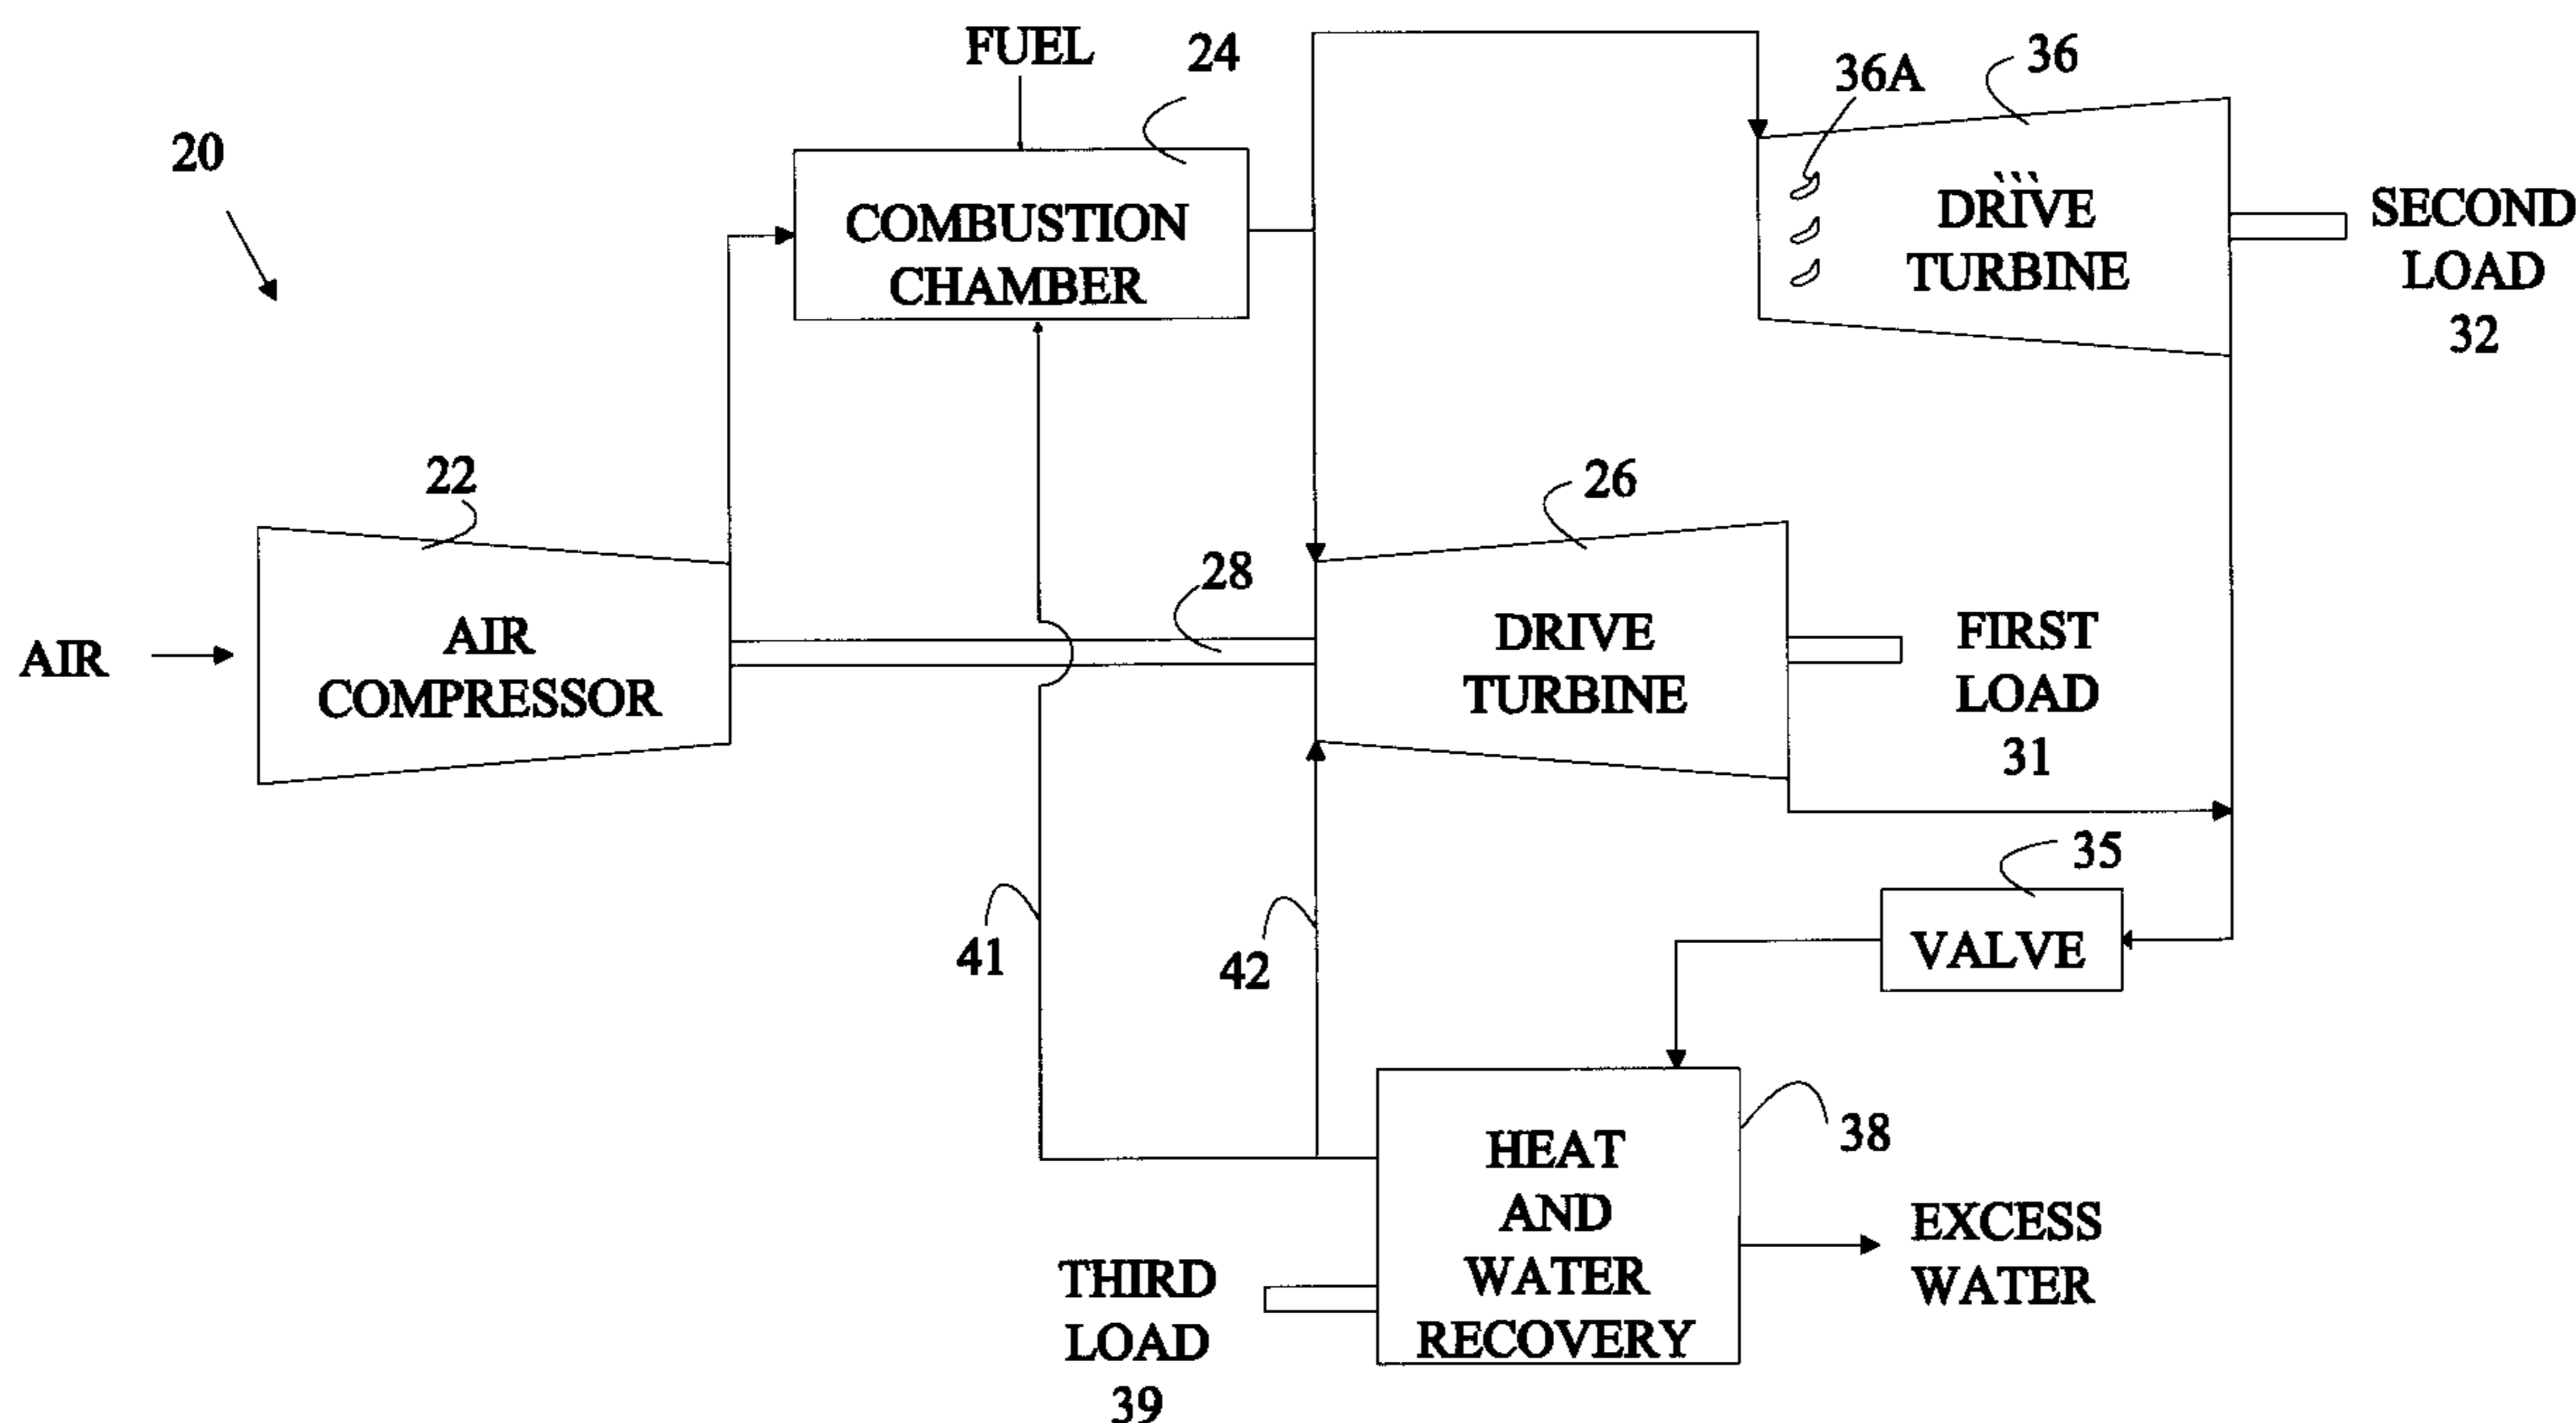 FUEL
24
36A
36
20
COMBUSTION
CHAMBER
DRIVE
TURBINE
SECOND
LOAD
32
22
26
28
AIR
AIR
COMPRESSOR
DRIVE
TURBINE
FIRST
LOAD
31
35
VALVE
41
42
38
HEAT
AND
WATER
RECOVERY
EXCESS
WATER
THIRD
LOAD
39